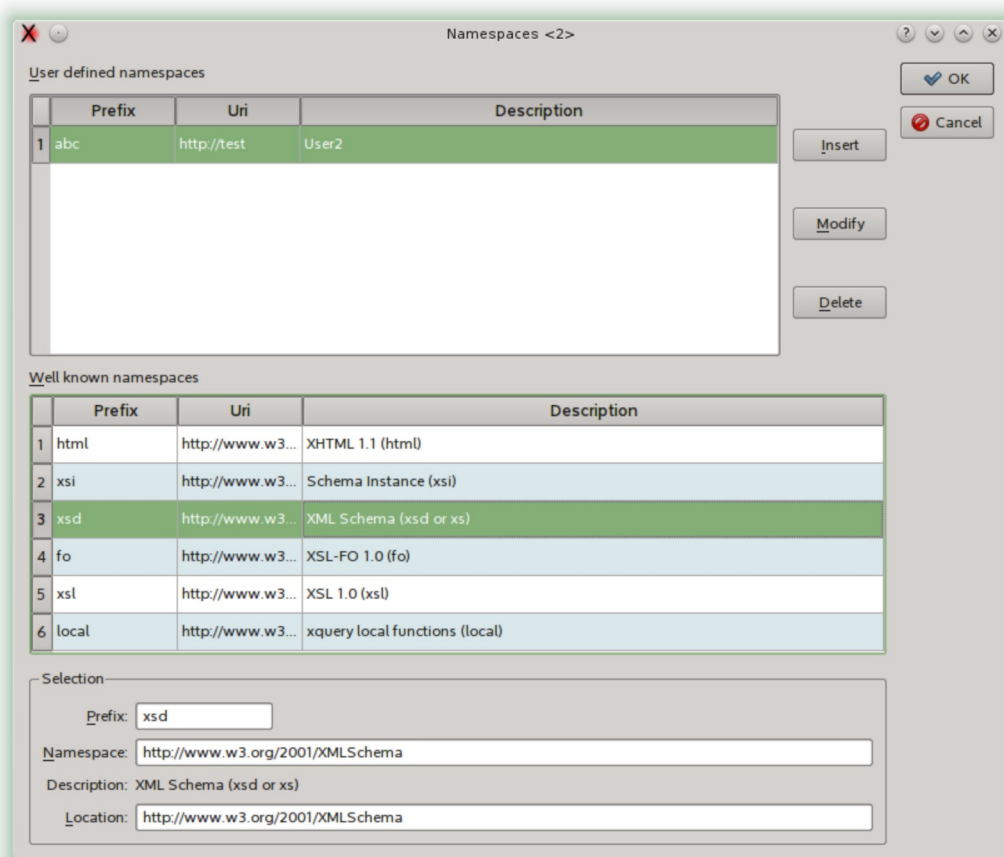 Namespaces <2>
User defined namespaces
OK
Cancel
Prefix Uri Description
1 abc http://test User2
Insert
Modify
Delete
Well known namespaces
Prefix Uri Description
1 html http://www.w3... XHTML 1.1 (html)
2 xsi http://www.w3... Schema Instance (xsi)
3 xsd http://www.w3... XML Schema (xsd or xs)
4 fo http://www.w3... XSL-FO 1.0 (fo)
5 xsl http://www.w3... XSL 1.0 (xsl)
6 local http://www.w3... xquery local functions (local)
Selection
Prefix: xsd
Namespace: http://www.w3.org/2001/XMLSchema
Description: XML Schema (xsd or xs)
Location: http://www.w3.org/2001/XMLSchema